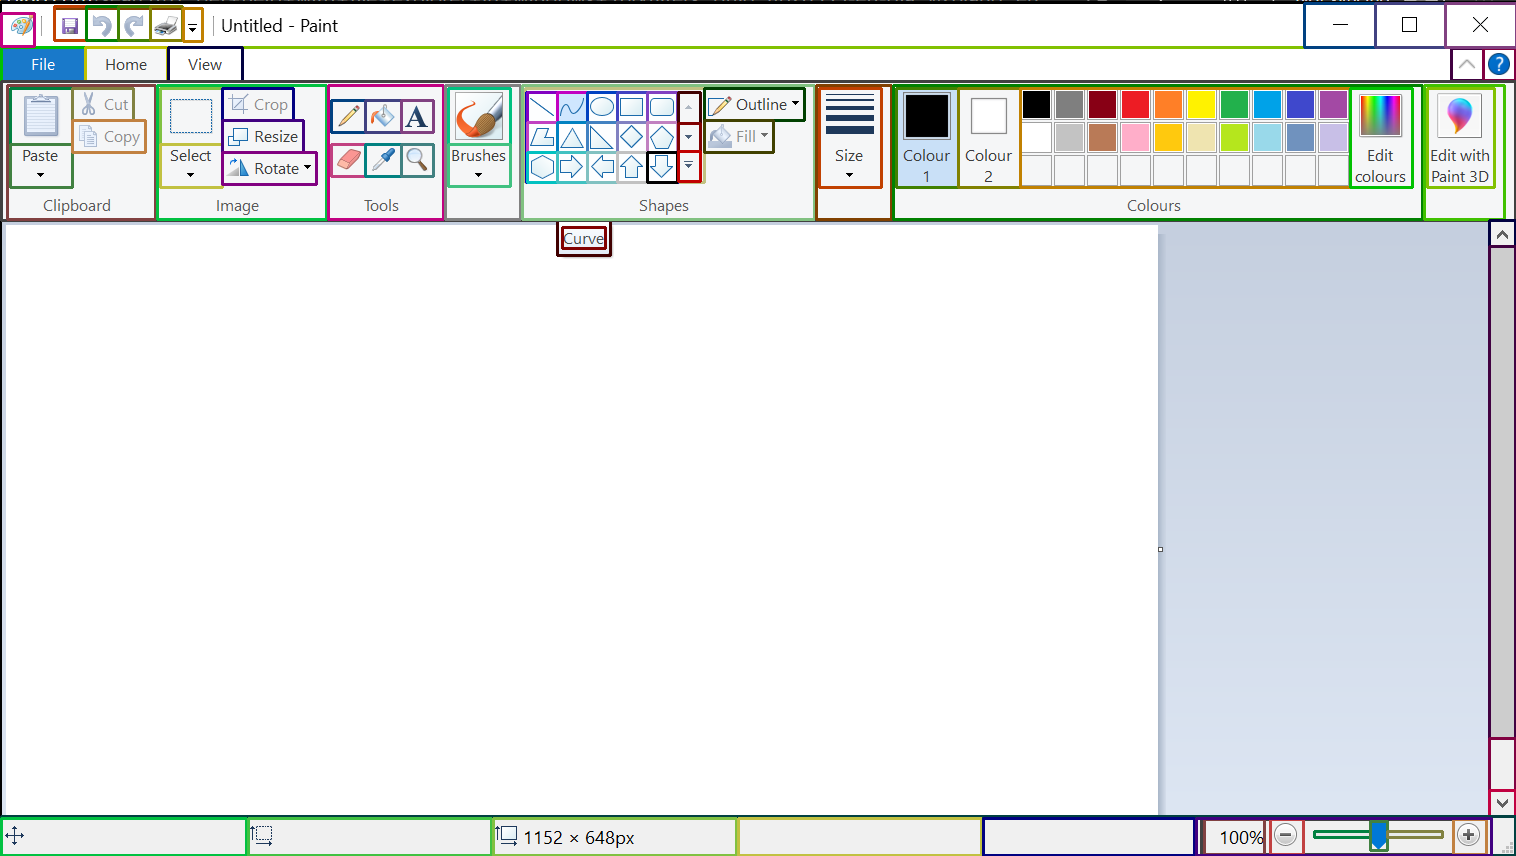 Untitled - Paint
File
Home
View
Paste
Cut
Copy
Clipboard
Select
Crop
Resize
Rotate
Image
A
Tools
Brushes
Outline
Fill
Shapes
Size
Colour
1
Colour
2
Edit
colours
Colours
Edit with
Paint 3D
?
Curve
1152 × 648px
100%